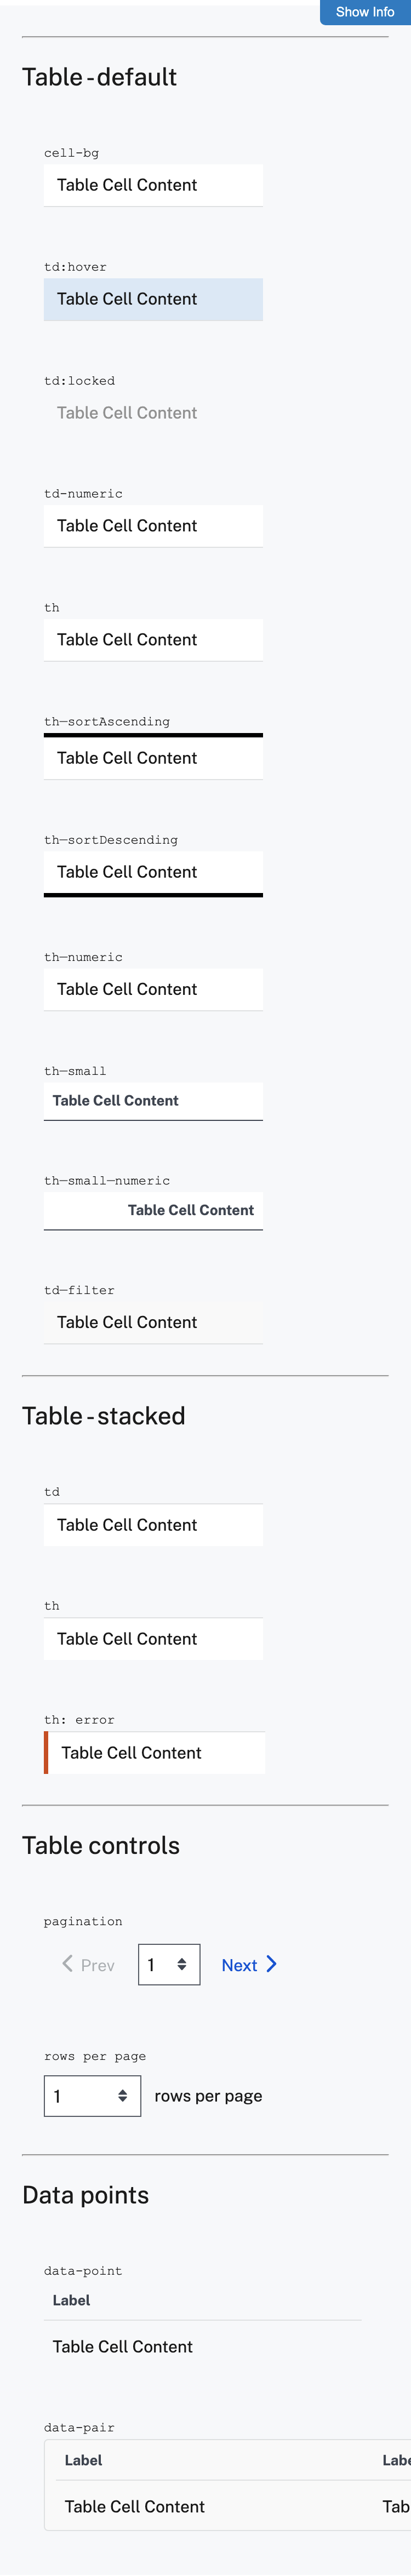 Show Info
Table - default
cell-bg
Table Cell Content
td:hover
Table Cell Content
td:locked
Table Cell Content
td-numeric
Table Cell Content
th
Table Cell Content
th—sortAscending
Table Cell Content
th—sortDescending
Table Cell Content
th—numeric
Table Cell Content
th—small
Table Cell Content
th—small—numeric
Table Cell Content
td—filter
Table Cell Content
Table - stacked
td
Table Cell Content
th
Table Cell Content
th: error
Table Cell Content
Table controls
pagination
Prev 1 Next
rows per page
1 rows per page
Data points
data-point
Label
Table Cell Content
data-pair
Label Labe
Table Cell Content Tab